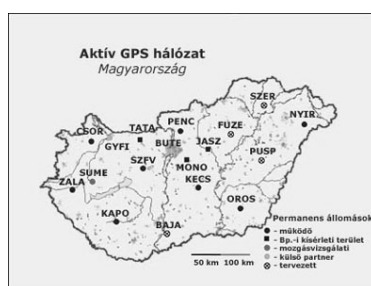 Aktív GPS hálózat
Magyarország
SZER
PENC
NYIR
CSOR
TATA
FUZE
GYFI
BUTE
JASZ
PUSP
SZFV
SUME
MONO
ZALA
KECS
KAPO
OROS
BAJA
Permanens állomások
- működő
- Bp.-i kísérleti terület
- mozgásvizsgálati
- külső partner
- tervezett
50 km 100 km